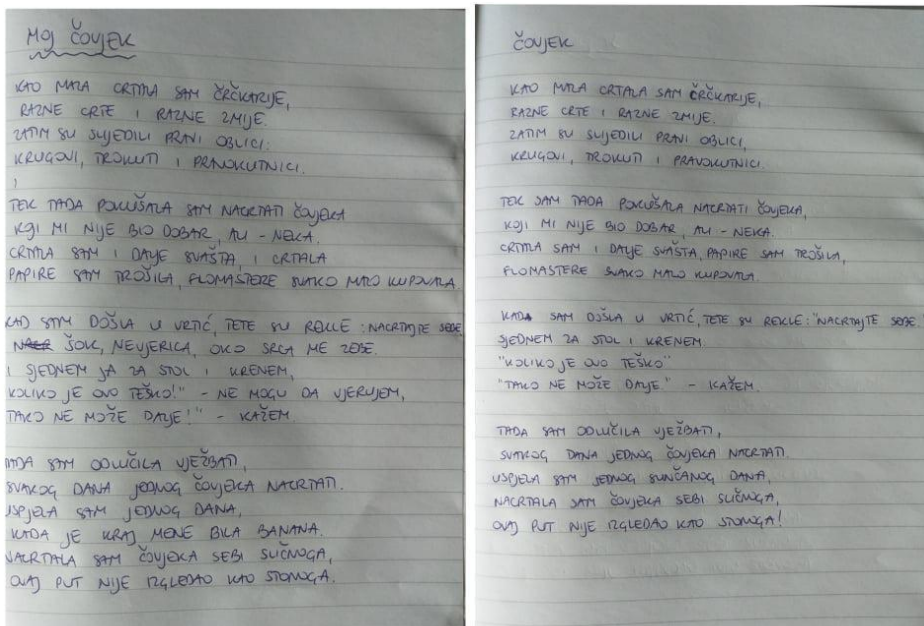 MOJ ČOVJEK
KAO MALA CRTALA SAM ČRČKARIJE,
RAZNE CRTE I RAZNE ZMIJE.
ZATIM SU SLIJEDILI PRAVI OBLICI:
KRUGOVI, TROKUTI I PRAVOKUTNICI.
TEK TADA POKUŠALA SAM NACRTATI ČOVJEKA
KOJI MI NIJE BIO DOBAR, ALI - NEKA.
CRTALA SAM I DALJE SVAŠTA, I CRTALA
PAPIRE SAM TROŠILA, FLOMASTERE SVAKO MALO KUPOVALA.
KAD SAM DOŠLA U VRTIĆ, TETE SU REKLE: NACRTAJTE SEBE
ŠOK, NEVJERICA, OKO SRCA ME ZEBE.
I SJEDNEM JA ZA STOL I KRENEM,
KOLIKO JE OVO TEŠKO!" - NE MOGU DA VJERUJEM,
TAKO NE MOŽE DALJE!" - KAŽEM.
TADA SAM ODLUČILA VJEŽBATI,
SVAKOG DANA JEDNOG ČOVJEKA NACRTATI.
USPJELA SAM JEDNOG DANA,
KADA JE KRAJ MENE BILA BANANA.
NACRTALA SAM ČOVJEKA SEBI SLIČNOGA,
OVAJ PUT NIJE IZGLEDAO KAO STONOGA.
ČOVJEK
KAO MALA CRTALA SAM ČRČKARIJE,
RAZNE CRTE I RAZNE ZMIJE.
ZATIM SU SLIJEDILI PRAVI OBLICI,
KRUGOVI, TROKUTI I PRAVOKUTNICI.
TEK SAM TADA POKUŠALA NACRTATI ČOVJEKA,
KOJI MI NIJE BIO DOBAR, ALI - NEKA.
CRTALA SAM I DALJE SVAŠTA, PAPIRE SAM TROŠILA,
FLOMASTERE SVAKO MALO KUPOVALA.
KADA SAM DOŠLA U VRTIĆ, TETE SU REKLE: "NACRTAJTE SEBE"
SJEDNEM ZA STOL I KRENEM.
"KOLIKO JE OVO TEŠKO"
"TAKO NE MOŽE DALJE." - KAŽEM.
TADA SAM ODLUČILA VJEŽBATI,
SVAKOG DANA JEDNOG ČOVJEKA NACRTATI.
USPJELA SAM JEDNOG SUNČANOG DANA,
NACRTALA SAM ČOVJEKA SEBI SLIČNOGA,
OVAJ PUT NIJE IZGLEDAO KAO STONOGA!